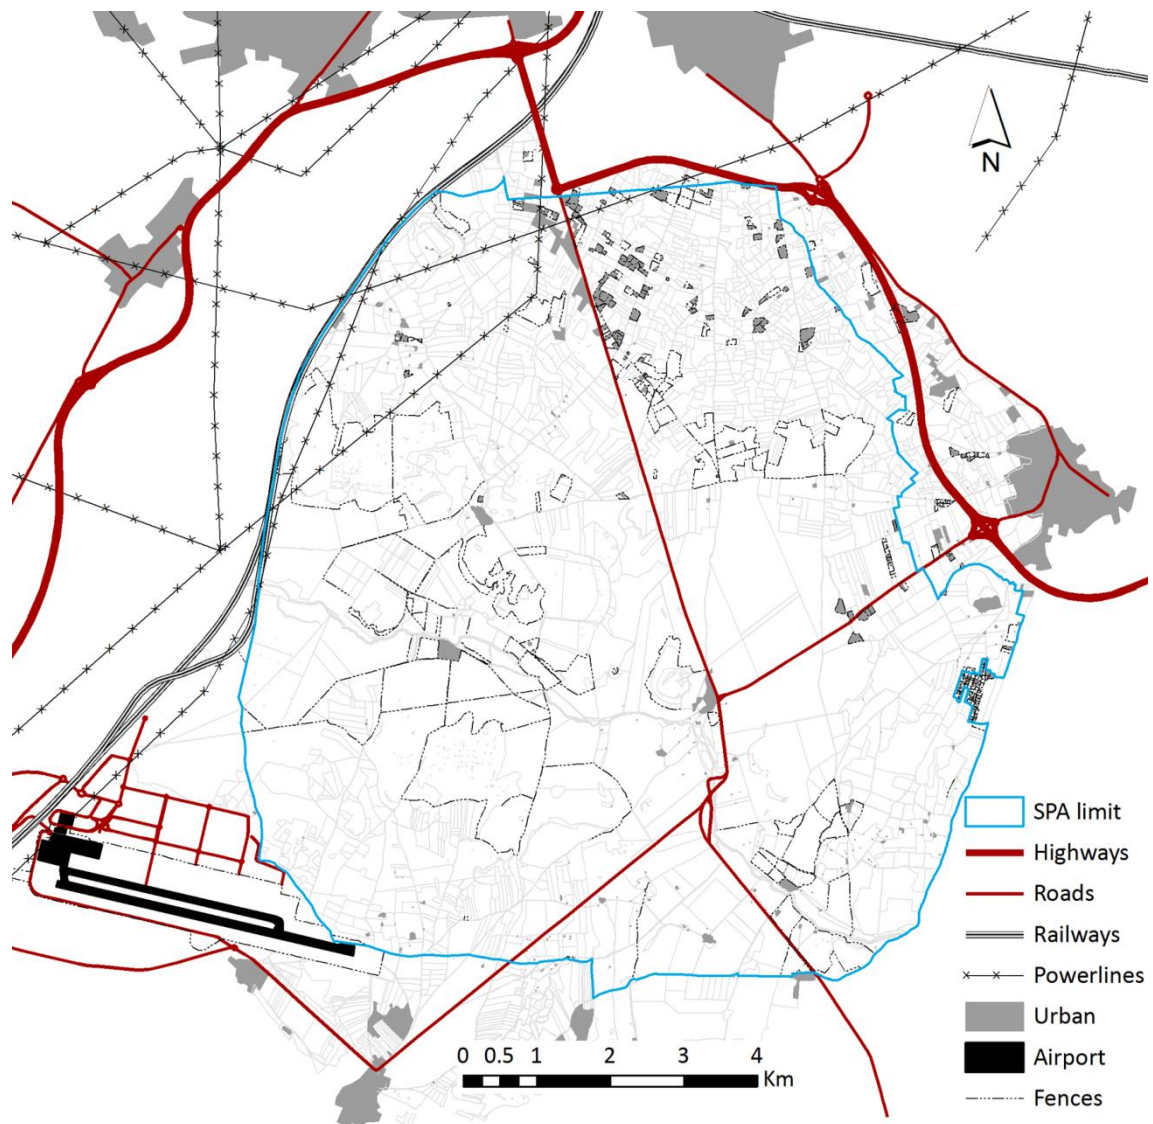 N
SPA limit
Highways
Roads
Railways
Powerlines
Urban
Airport
Fences
0 0.5 1 2 3 4
Km